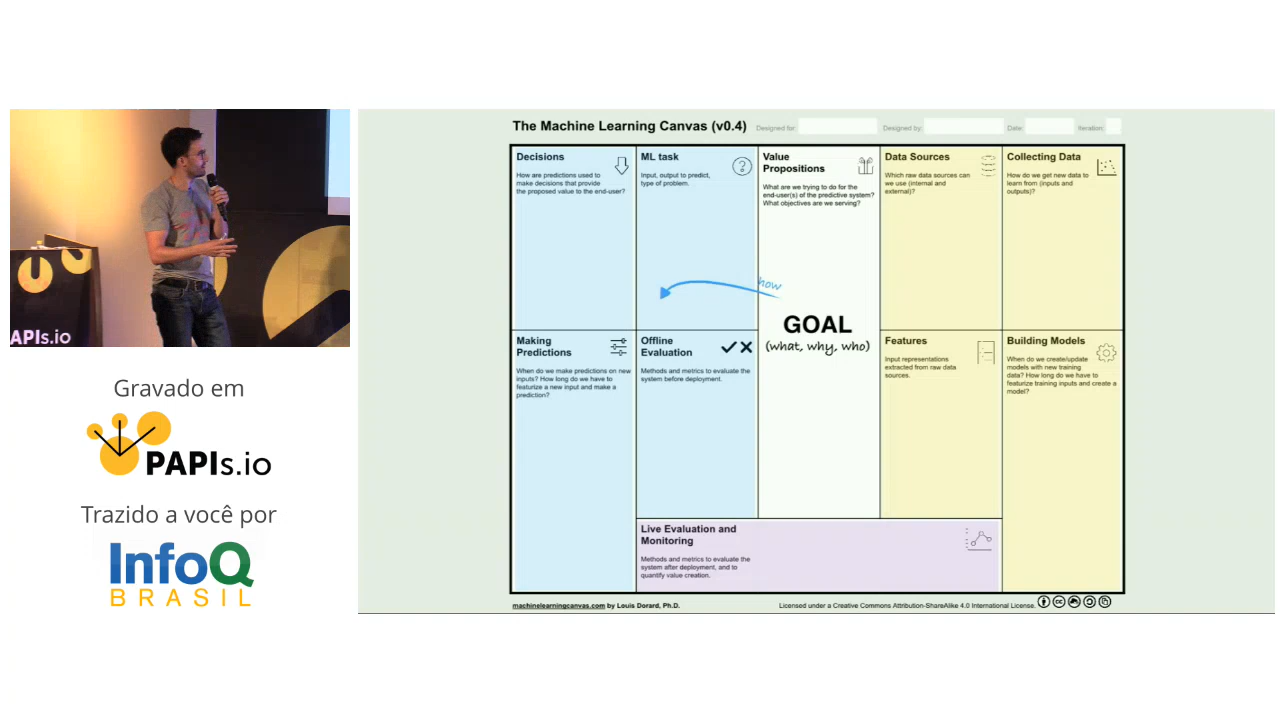 APIs.io
Gravado em
PAPIs.io
Trazido a você por
InfoQ
BRASIL
The Machine Learning Canvas (v0.4)
Designed for:
Designed by:
Date:
Iteration:
Decisions
How are predictions used to
make decisions that provide
the proposed value to the end-user?
ML task
Input, output to predict,
type of problem.
Value
Propositions
What are we trying to do for the
end-user(s) of the predictive system?
What objectives are we serving?
Data Sources
Which raw data sources can
we use (internal and
external)?
Collecting Data
How do we get new data to
learn from (inputs and
outputs)?
how
GOAL
(what, why, who)
Making
Predictions
When do we make predictions on new
inputs? How long do we have to
featurize a new input and make a
prediction?
Offline
Evaluation
Methods and metrics to evaluate the
system before deployment.
Features
Input representations
extracted from raw data
sources.
Building Models
When do we create/update
models with new training
data? How long do we have to
featurize training inputs and create a
model?
Live Evaluation and
Monitoring
Methods and metrics to evaluate the
system after deployment, and to
quantify value creation.
machinelearningcanvas.com by Louis Dorard, Ph.D.
Licensed under a Creative Commons Attribution-ShareAlike 4.0 International License.